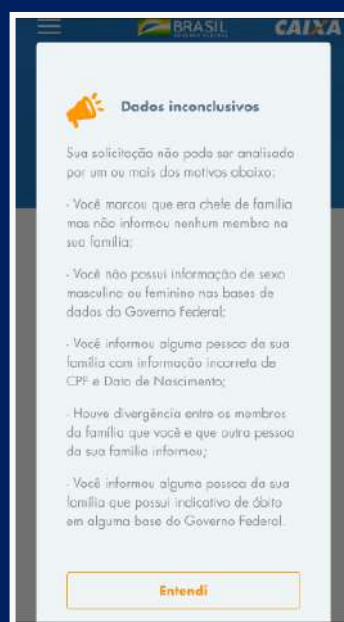 BRASIL CAIXA
GOVERNO FEDERAL
Dados inconclusivos
Sua solicitação não pode ser analisada
por um ou mais dos motivos abaixo:
- Você marcou que era chefe de família
mas não informou nenhum membro na
sua família;
- Você não possui informação de sexo
masculino ou feminino nas bases de
dados do Governo Federal;
- Você informou alguma pessoa da sua
família com informação incorreta de
CPF e Data de Nascimento;
- Houve divergência entre os membros
da família que você e que outra pessoa
da sua família informou;
- Você informou alguma pessoa da sua
família que possui indicativo de óbito
em alguma base do Governo Federal.
Entendi